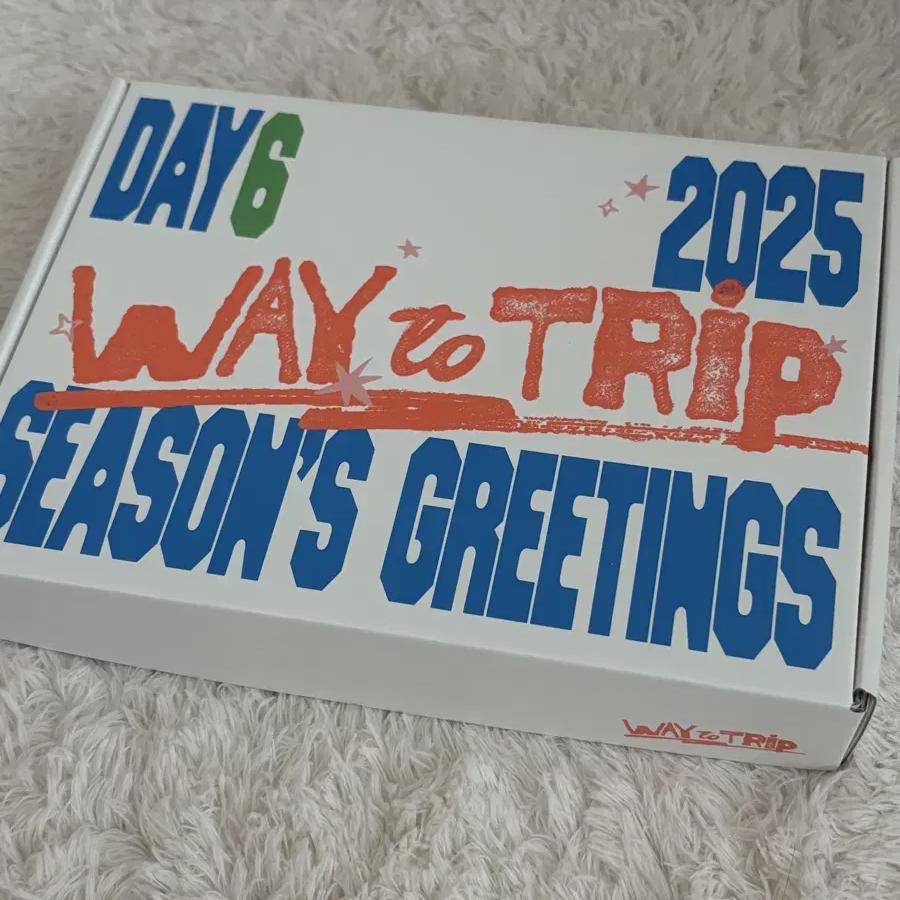 DAY6
2025
WAY to TRiP
SEASON'S GREETINGS
WAY to TRiP